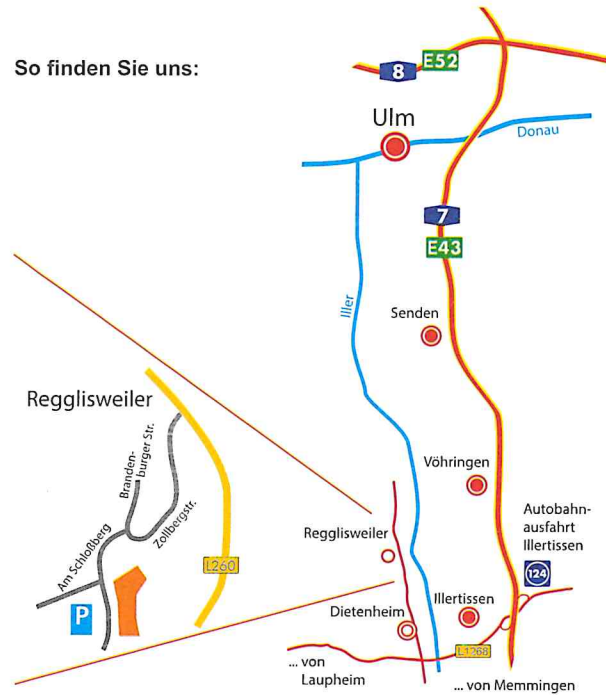 So finden Sie uns:
8
E52
Ulm
Donau
7
E43
Iller
Senden
Regglisweiler
Branden-
burger Str.
Zollbergstr.
Am Schloßberg
L260
P
Vöhringen
Autobahn-
ausfahrt
Illertissen
124
Regglisweiler
Dietenheim
Illertissen
L1268
... von
Laupheim
... von Memmingen